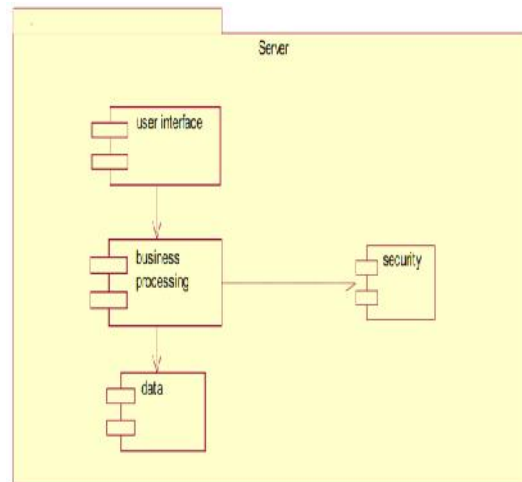 Server
user interface
business
processing
security
data